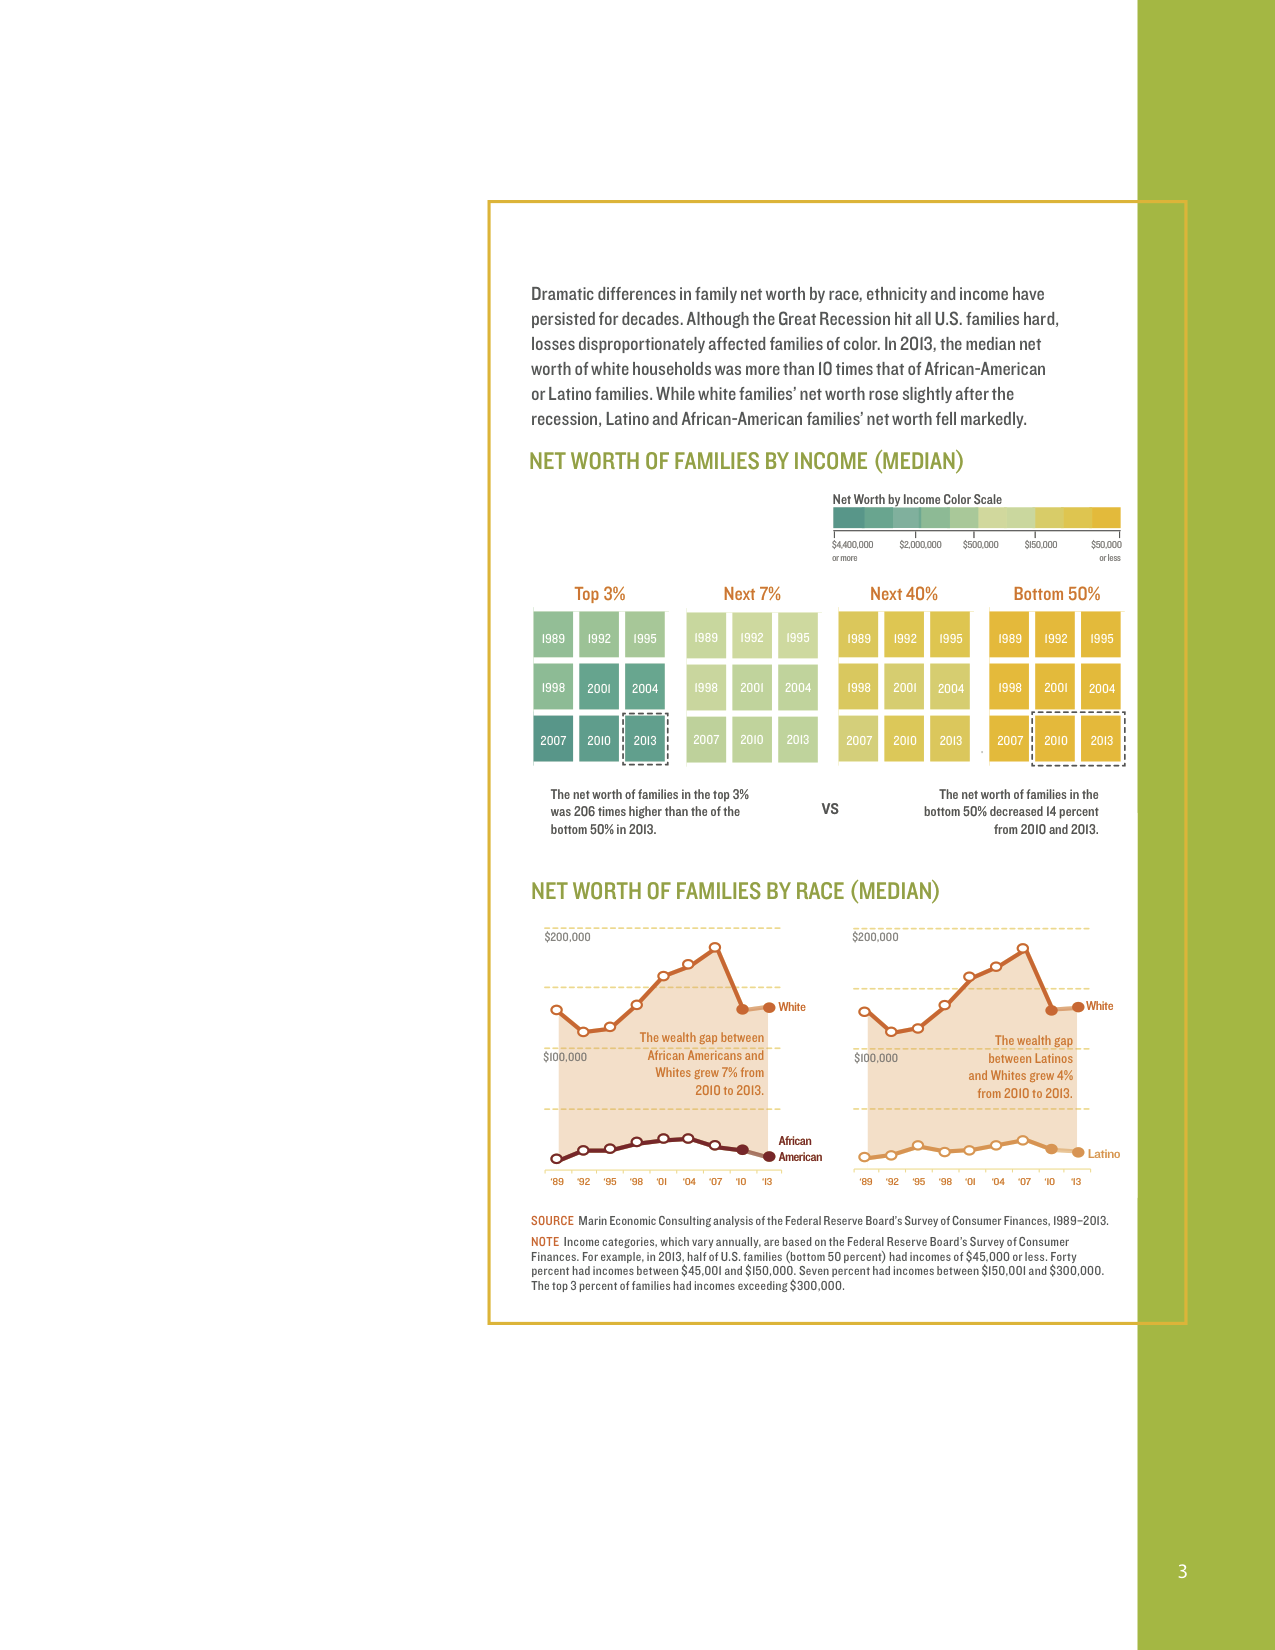 Dramatic differences in family net worth by race, ethnicity and income have
persisted for decades. Although the Great Recession hit all U.S. families hard,
losses disproportionately affected families of color. In 2013, the median net
worth of white households was more than 10 times that of African-American
or Latino families. While white families' net worth rose slightly after the
recession, Latino and African-American families' net worth fell markedly.
NET WORTH OF FAMILIES BY INCOME (MEDIAN)
Net Worth by Income Color Scale
$4,400,000 $2,000,000 $500,000 $150,000 $50,000
or more or less
Top 3% Next 7% Next 40% Bottom 50%
1989 1992 1995 1989 1992 1995 1989 1992 1995 1989 1992 1995
1998 2001 2004 1998 2001 2004 1998 2001 2004 1998 2001 2004
2007 2010 2013 2007 2010 2013 2007 2010 2013 2007 2010 2013
The net worth of families in the top 3%
was 206 times higher than the of the
bottom 50% in 2013.
VS
The net worth of families in the
bottom 50% decreased 14 percent
from 2010 and 2013.
NET WORTH OF FAMILIES BY RACE (MEDIAN)
$200,000
White
The wealth gap between
African Americans and
Whites grew 7% from
2010 to 2013.
$100,000
African
American
'89 '92 '95 '98 '01 '04 '07 '10 '13
$200,000
White
The wealth gap
between Latinos
and Whites grew 4%
from 2010 to 2013.
$100,000
Latino
'89 '92 '95 '98 '01 '04 '07 '10 '13
SOURCE Marin Economic Consulting analysis of the Federal Reserve Board's Survey of Consumer Finances, 1989–2013.
NOTE Income categories, which vary annually, are based on the Federal Reserve Board's Survey of Consumer
Finances. For example, in 2013, half of U.S. families (bottom 50 percent) had incomes of $45,000 or less. Forty
percent had incomes between $45,001 and $150,000. Seven percent had incomes between $150,001 and $300,000.
The top 3 percent of families had incomes exceeding $300,000.
3